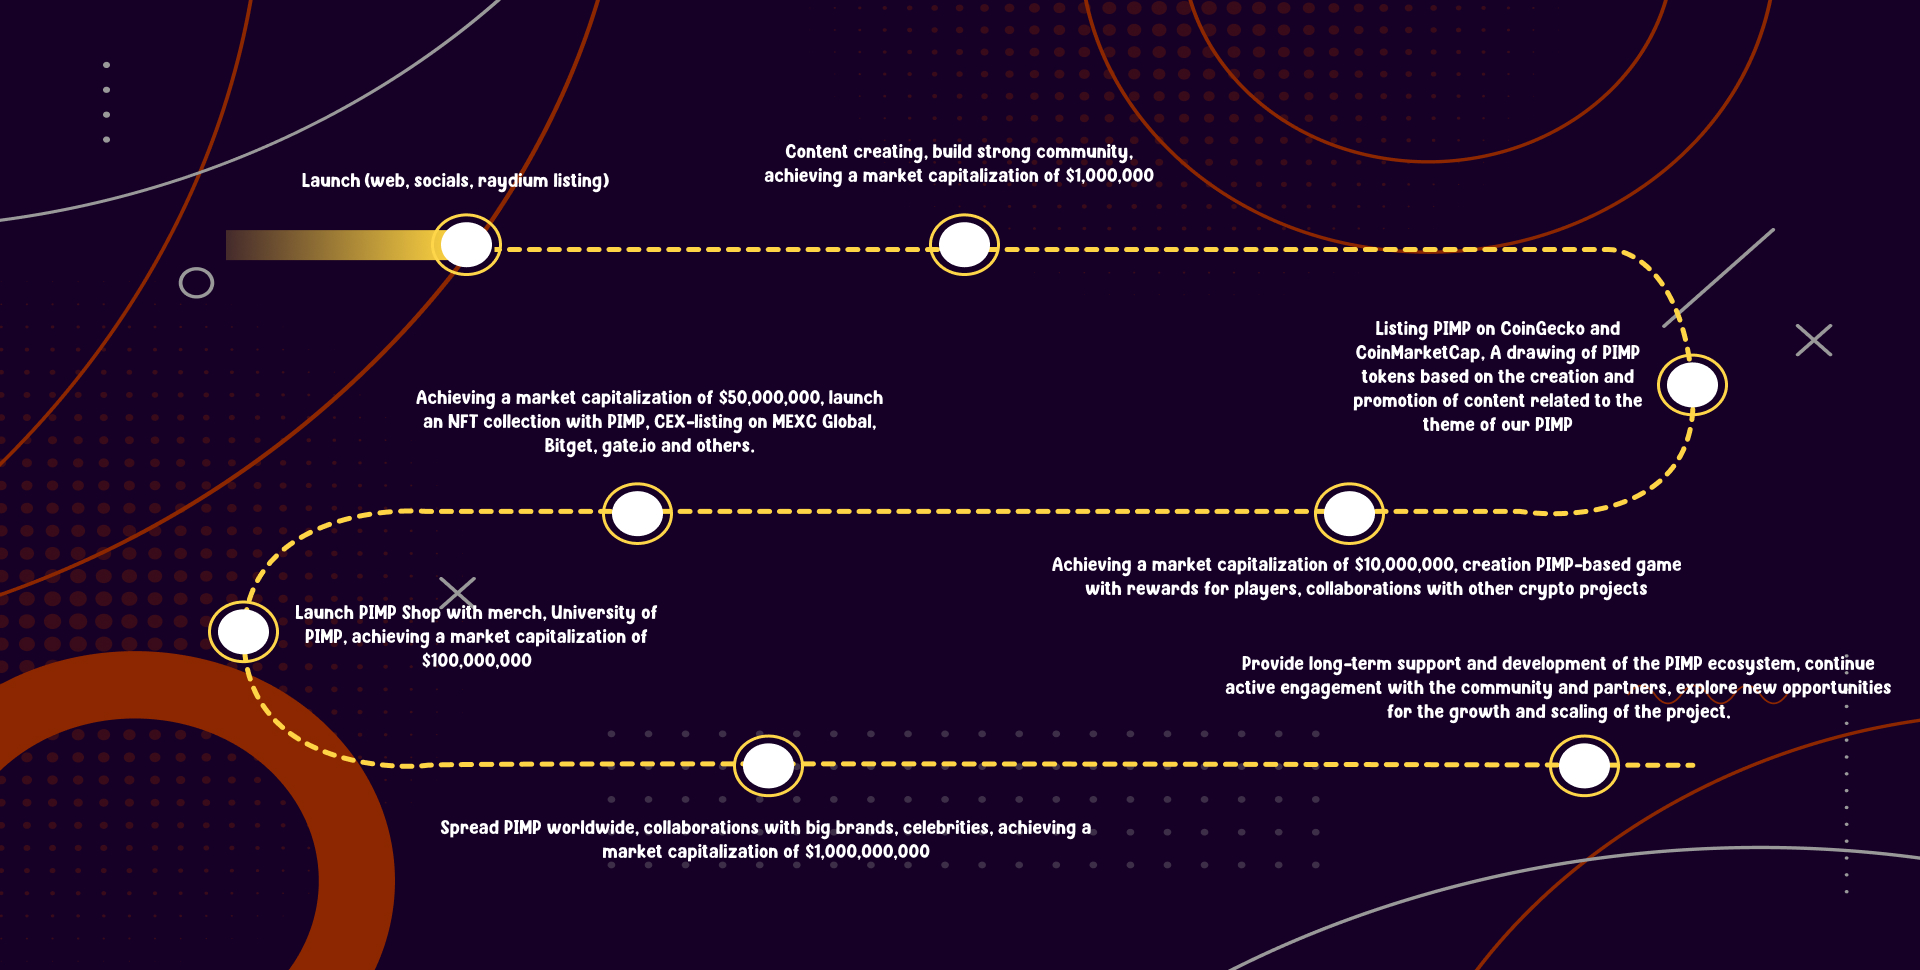 Launch (web, socials, raydium listing)
Content creating, build strong community,
achieving a market capitalization of $1,000,000
Listing PIMP on CoinGecko and
CoinMarketCap, A drawing of PIMP
tokens based on the creation and
promotion of content related to the
theme of our PIMP
Achieving a market capitalization of $10,000,000, creation PIMP-based game
with rewards for players, collaborations with other crypto projects
Achieving a market capitalization of $50,000,000, launch
an NFT collection with PIMP, CEX-listing on MEXC Global,
Bitget, gate.io and others.
Launch PIMP Shop with merch, University of
PIMP, achieving a market capitalization of
$100,000,000
Spread PIMP worldwide, collaborations with big brands, celebrities, achieving a
market capitalization of $1,000,000,000
Provide long-term support and development of the PIMP ecosystem, continue
active engagement with the community and partners, explore new opportunities
for the growth and scaling of the project.